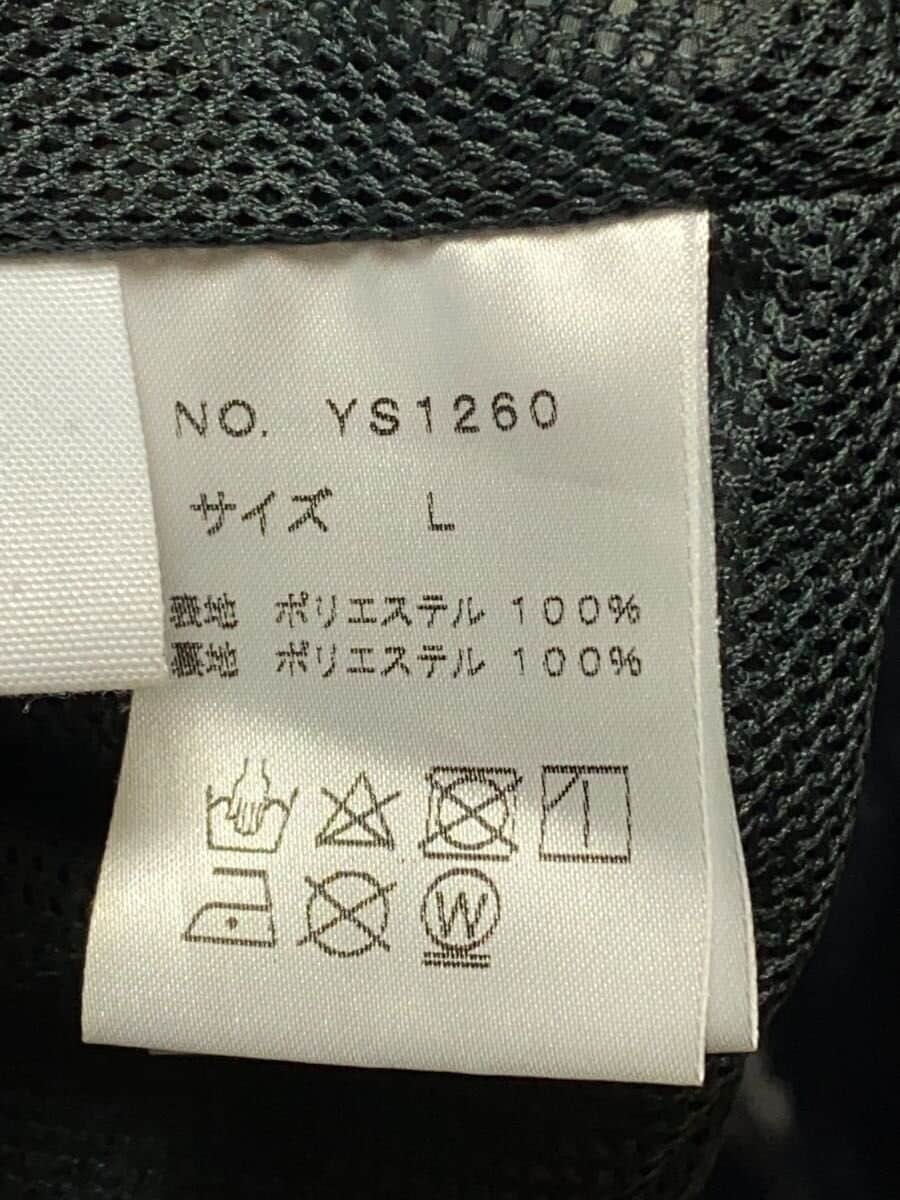 NO. YS1260
サイズ L
表地 ポリエステル 100%
裏地 ポリエステル 100%
W